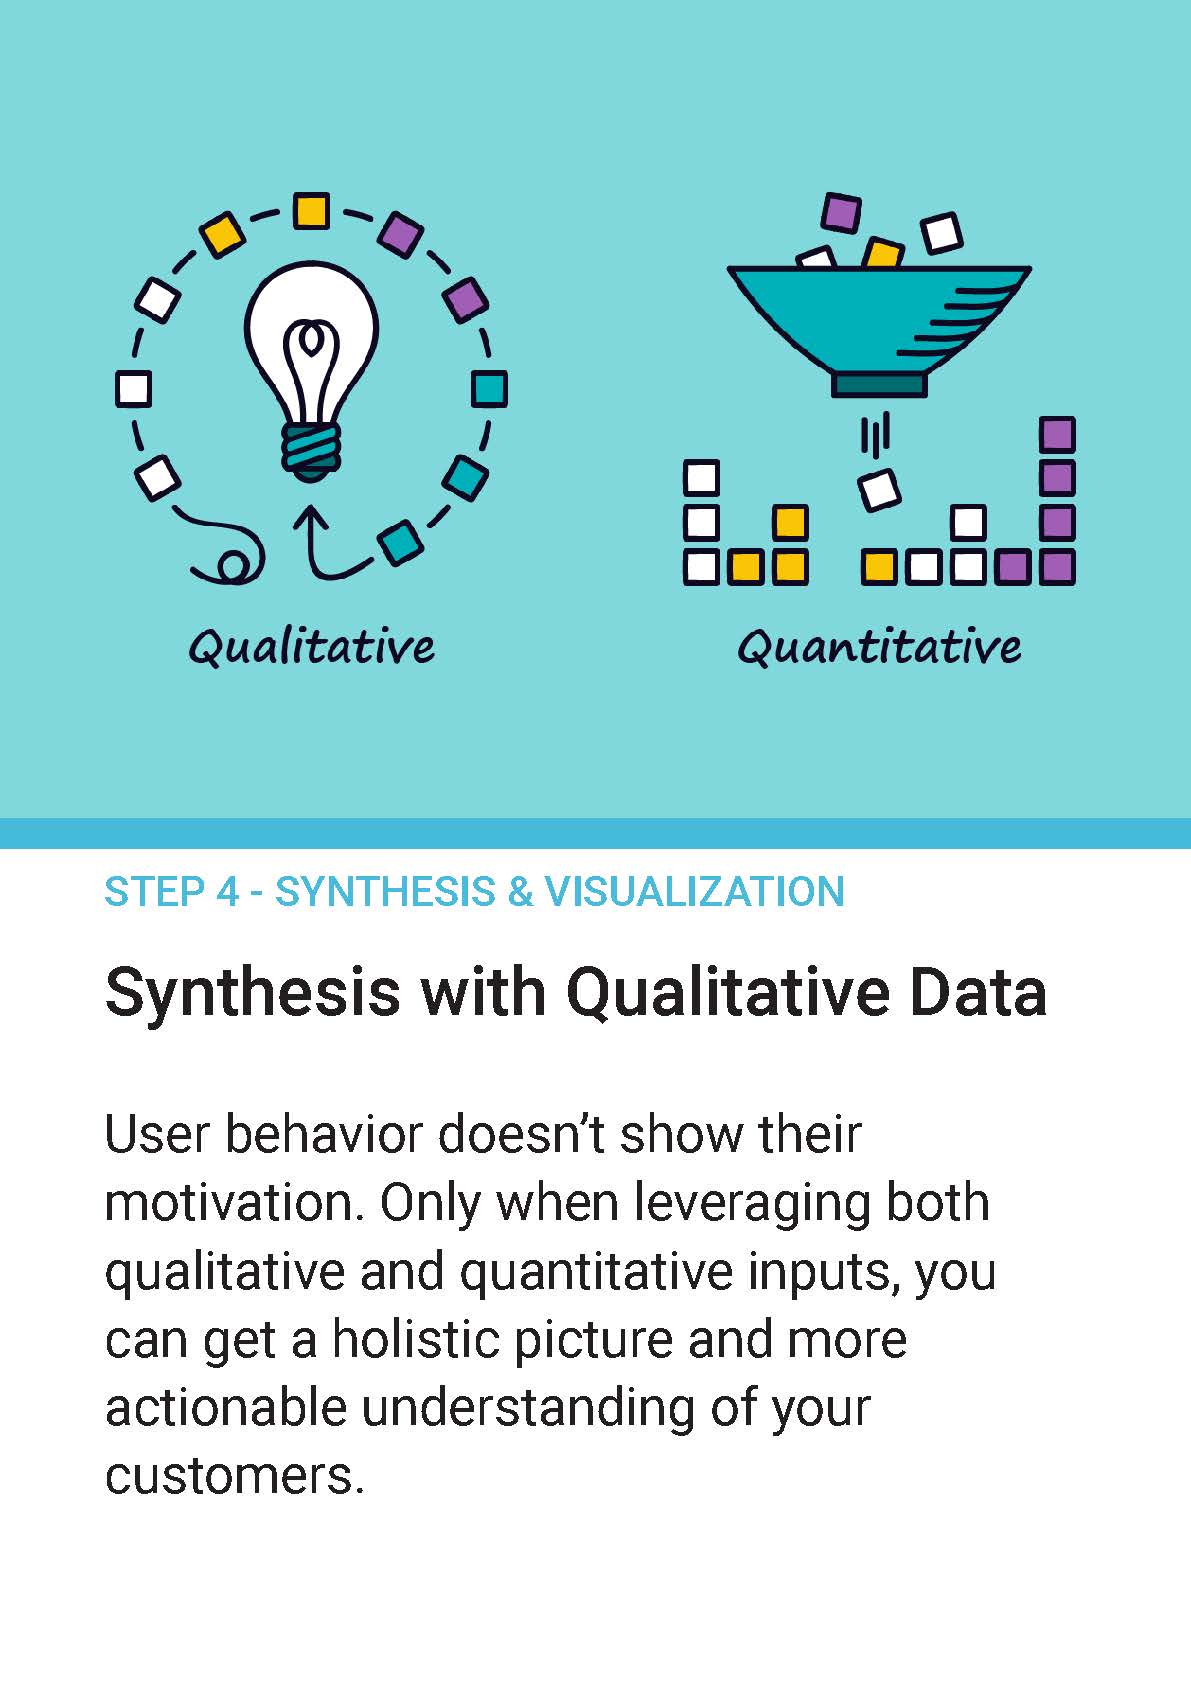 Qualitative
Quantitative
STEP 4 - SYNTHESIS & VISUALIZATION
Synthesis with Qualitative Data
User behavior doesn’t show their
motivation. Only when leveraging both
qualitative and quantitative inputs, you
can get a holistic picture and more
actionable understanding of your
customers.